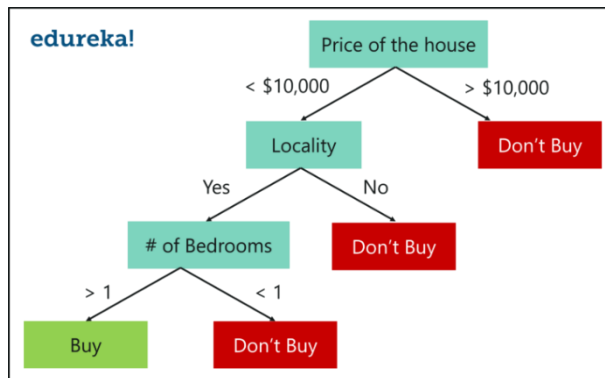 edureka!
Price of the house
< $10,000
> $10,000
Locality
Don't Buy
Yes
No
# of Bedrooms
Don't Buy
> 1
< 1
Buy
Don't Buy